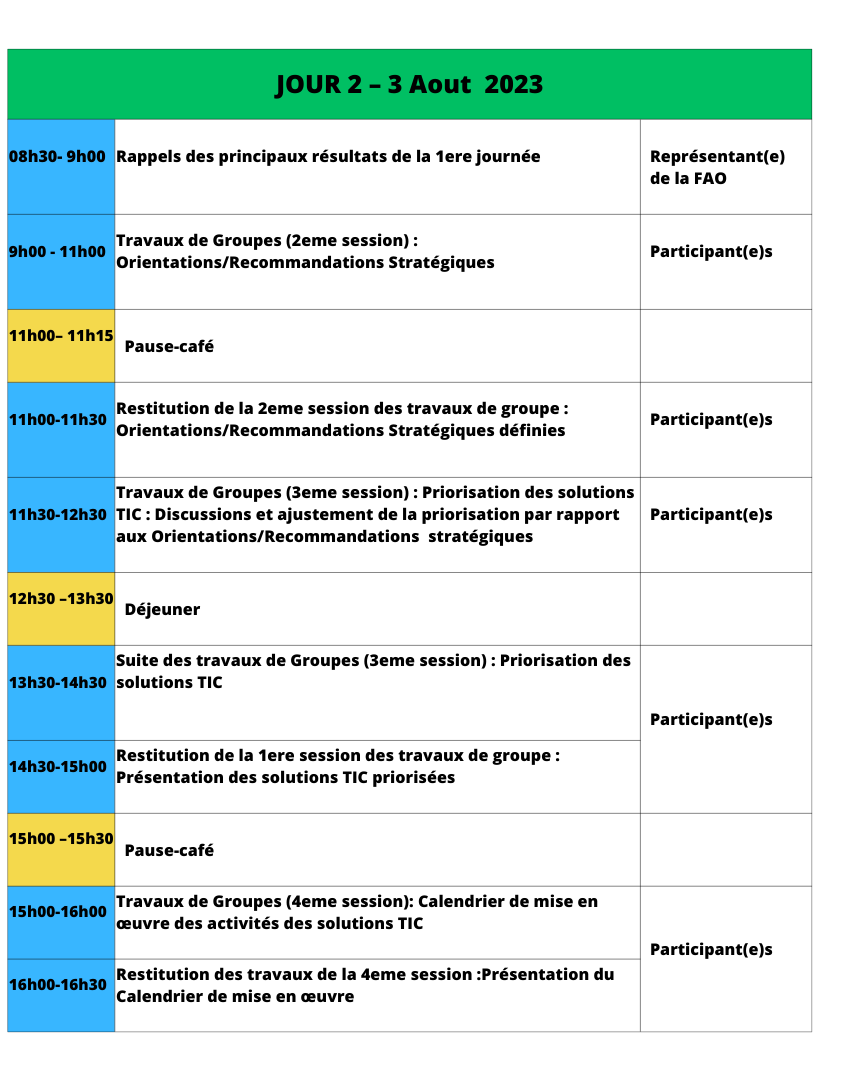 JOUR 2 – 3 Aout 2023
08h30- 9h00
Rappels des principaux résultats de la 1ere journée
Représentant(e)
de la FAO
9h00 - 11h00
Travaux de Groupes (2eme session) :
Orientations/Recommandations Stratégiques
Participant(e)s
11h00– 11h15
Pause-café
11h00-11h30
Restitution de la 2eme session des travaux de groupe :
Orientations/Recommandations Stratégiques définies
Participant(e)s
11h30-12h30
Travaux de Groupes (3eme session) : Priorisation des solutions
TIC : Discussions et ajustement de la priorisation par rapport
aux Orientations/Recommandations stratégiques
Participant(e)s
12h30 –13h30
Déjeuner
13h30-14h30
Suite des travaux de Groupes (3eme session) : Priorisation des
solutions TIC
Participant(e)s
14h30-15h00
Restitution de la 1ere session des travaux de groupe :
Présentation des solutions TIC priorisées
15h00 –15h30
Pause-café
15h00-16h00
Travaux de Groupes (4eme session): Calendrier de mise en
œuvre des activités des solutions TIC
Participant(e)s
16h00-16h30
Restitution des travaux de la 4eme session :Présentation du
Calendrier de mise en œuvre